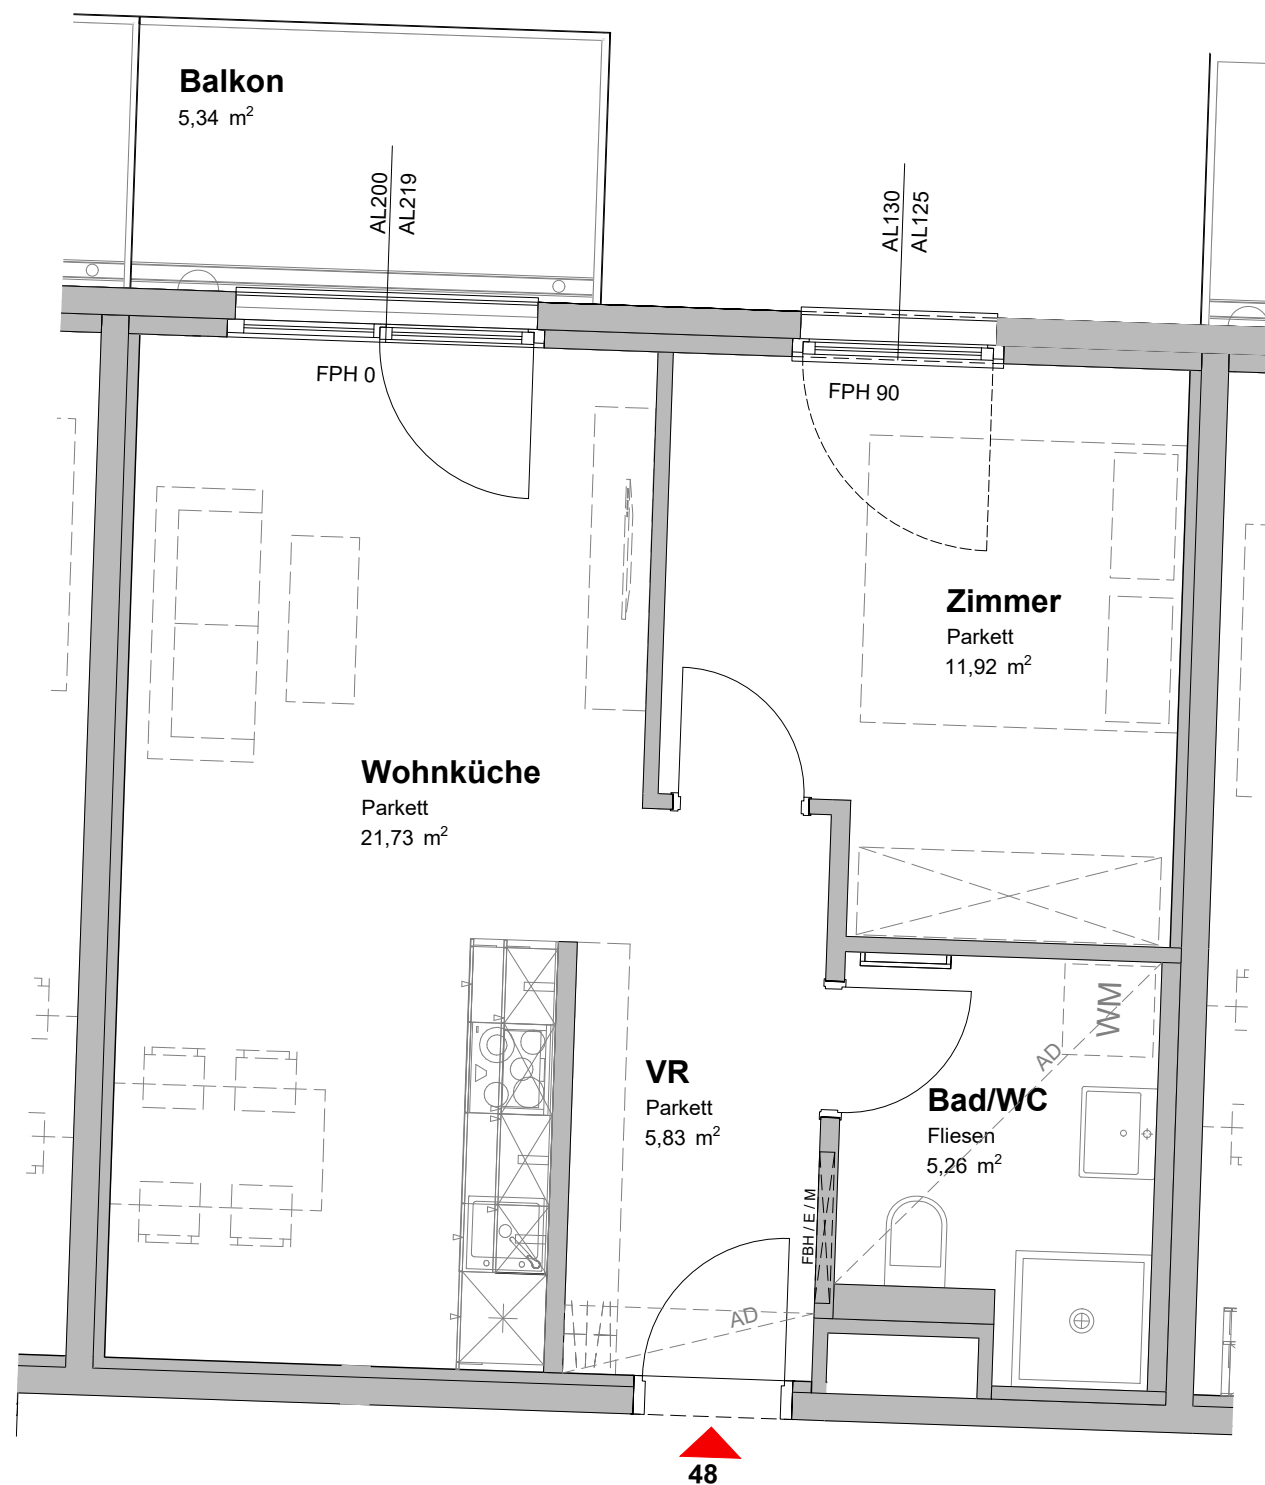 Balkon
5,34 m²
AL200
AL219
AL130
AL125
FPH 0
FPH 90
Zimmer
Parkett
11,92 m²
Wohnküche
Parkett
21,73 m²
WM
AD
VR
Parkett
5,83 m²
Bad/WC
Fliesen
5,26 m²
FBH / E / M
AD
48